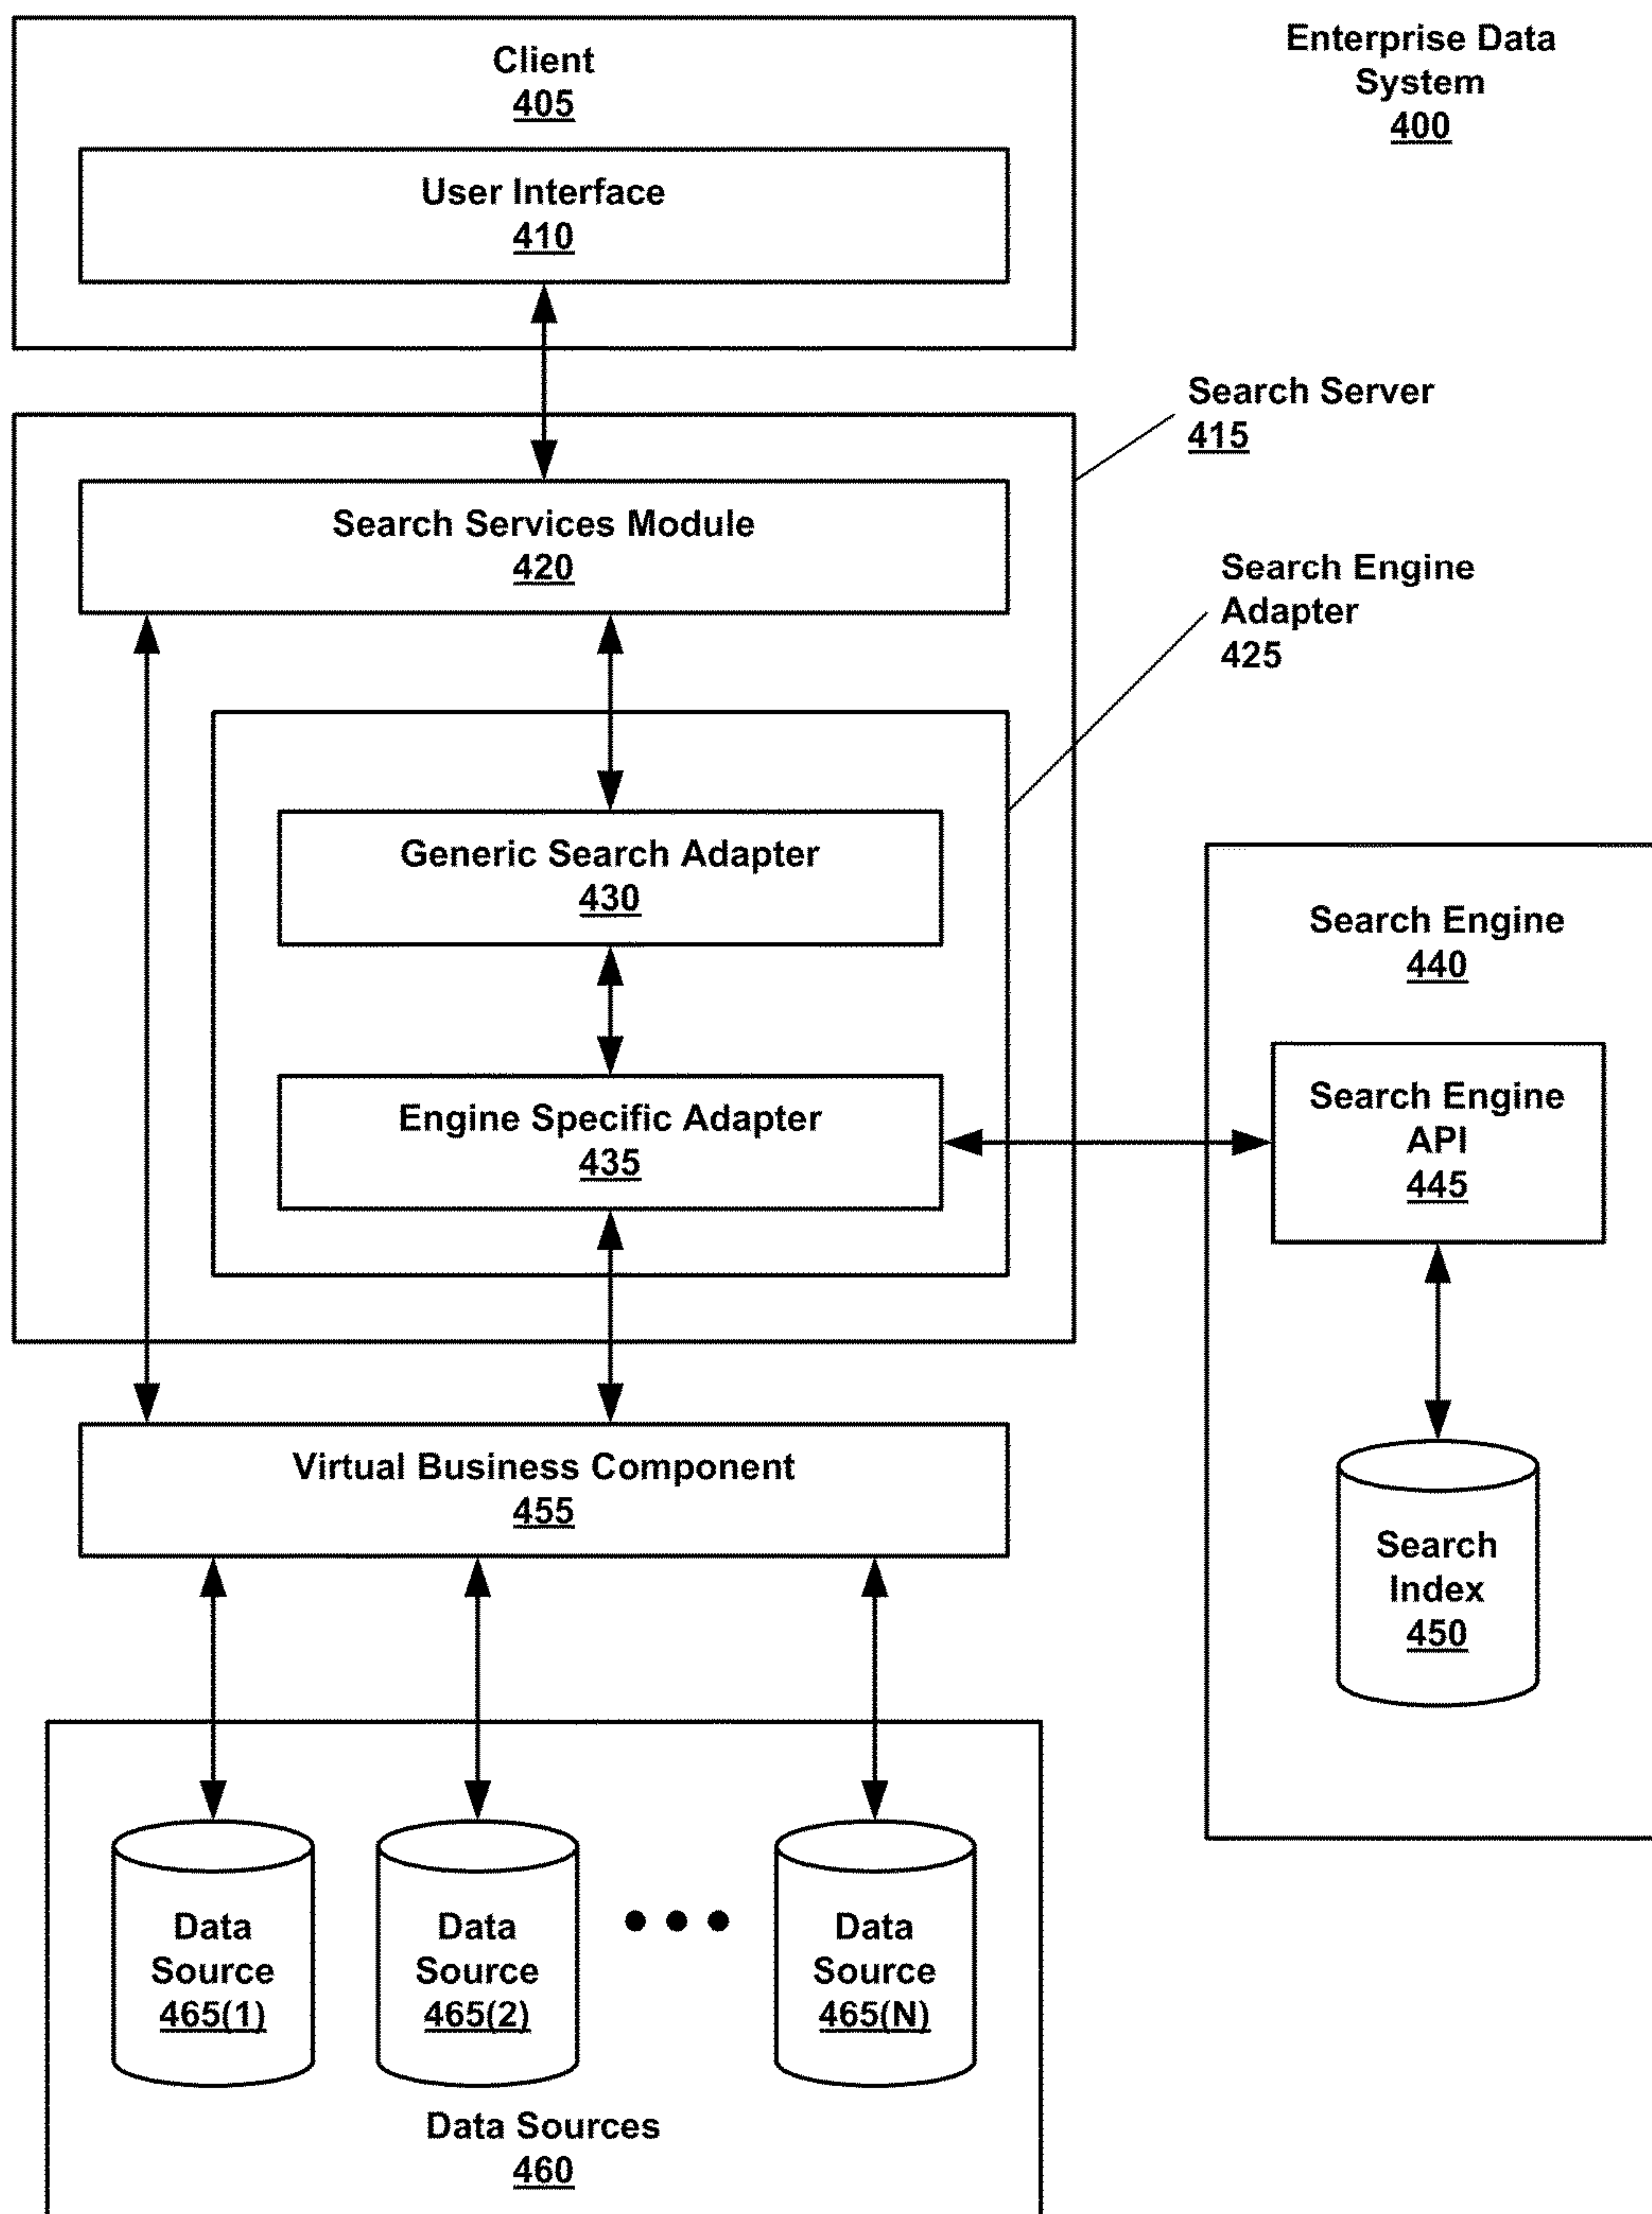 Client
405
User Interface
410
Enterprise Data
System
400
Search Server
415
Search Services Module
420
Search Engine
Adapter
425
Generic Search Adapter
430
Engine Specific Adapter
435
Search Engine
440
Search Engine
API
445
Search
Index
450
Virtual Business Component
455
Data
Source
465(1)
Data
Source
465(2)
Data
Source
465(N)
Data Sources
460